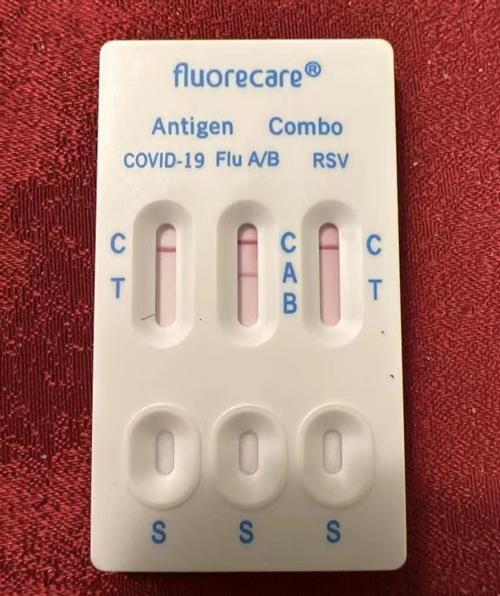 fluorecare®
Antigen Combo
COVID-19 Flu A/B RSV
C C C
A
T B T
S S S